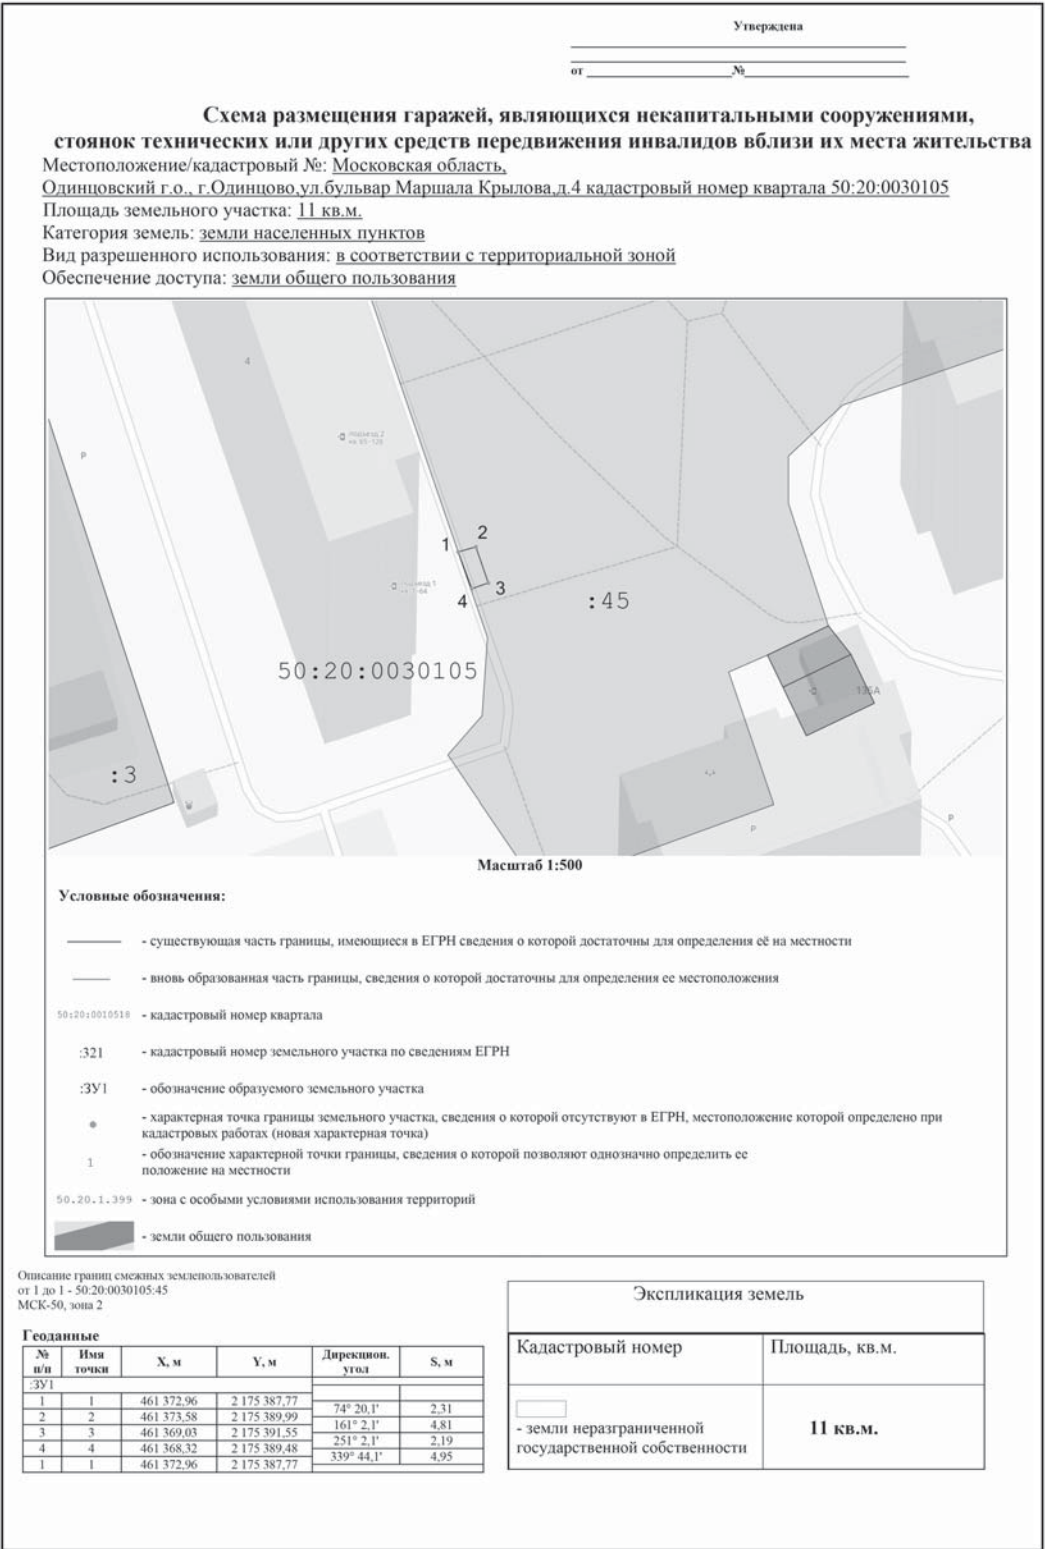 Утверждена
от № 
Схема размещения гаражей, являющихся некапитальными сооружениями,
стоянок технических или других средств передвижения инвалидов вблизи их места жительства
Местоположение/кадастровый №: Московская область,
Одинцовский г.о., г.Одинцово,ул.бульвар Маршала Крылова,д.4 кадастровый номер квартала 50:20:0030105
Площадь земельного участка: 11 кв.м.
Категория земель: земли населенных пунктов
Вид разрешенного использования: в соответствии с территориальной зоной
Обеспечение доступа: земли общего пользования
4
подъезд 2
P
1
2
3
4
:45
50:20:0030105
135А
:3
P
P
Масштаб 1:500
Условные обозначения:
- существующая часть границы, имеющиеся в ЕГРН сведения о которой достаточны для определения её на местности
- вновь образованная часть границы, сведения о которой достаточны для определения ее местоположения
50:20:0010518 - кадастровый номер квартала
:321 - кадастровый номер земельного участка по сведениям ЕГРН
:ЗУ1 - обозначение образуемого земельного участка
- характерная точка границы земельного участка, сведения о которой отсутствуют в ЕГРН, местоположение которой определено при
кадастровых работах (новая характерная точка)
1 - обозначение характерной точки границы, сведения о которой позволяют однозначно определить ее
положение на местности
50.20.1.399 - зона с особыми условиями использования территорий
- земли общего пользования
Описание границ смежных землепользователей
от 1 до 1 - 50:20:0030105:45
МСК-50, зона 2
Геоданные
№ п/п Имя точки X, м Y, м Дирекцион. угол S, м
:ЗУ1
1 1 461 372,96 2 175 387,77
74° 20,1' 2,31
2 2 461 373,58 2 175 389,99
161° 2,1' 4,81
3 3 461 369,03 2 175 391,55
251° 2,1' 2,19
4 4 461 368,32 2 175 389,48
339° 44,1' 4,95
1 1 461 372,96 2 175 387,77
Экспликация земель
Кадастровый номер Площадь, кв.м.
- земли неразграниченной
государственной собственности
11 кв.м.